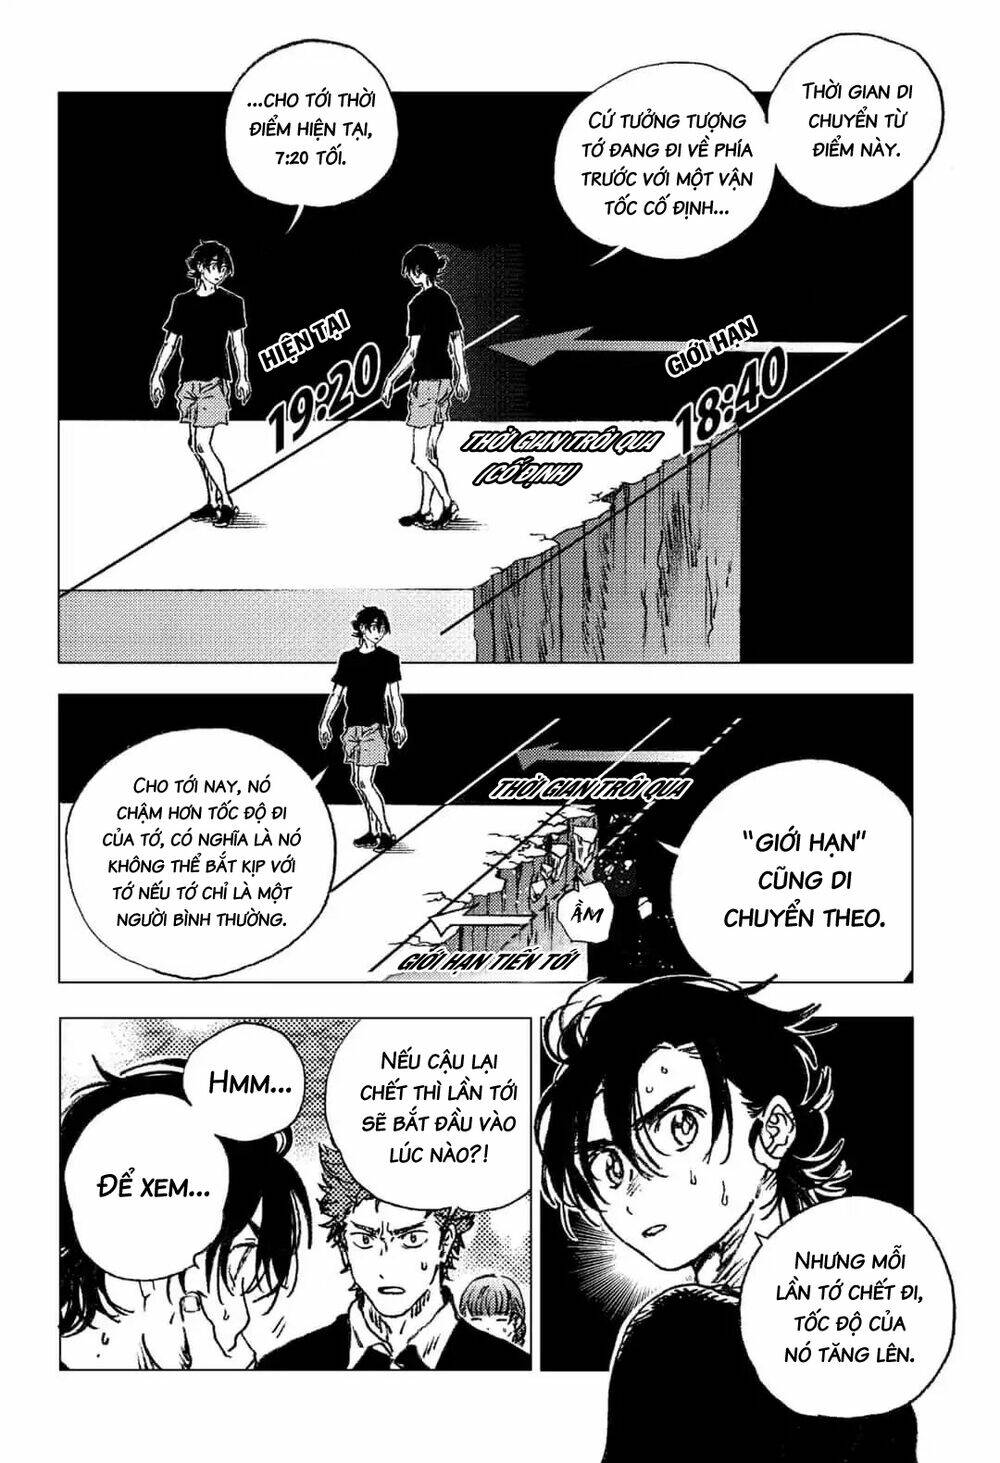 THỜI GIAN DI
CHUYỂN TỪ
ĐIỂM NÀY.
CỨ TƯỞNG TƯỢNG
TỚ ĐANG ĐI VỀ PHÍA
TRƯỚC VỚI MỘT VẬN
TỐC CỐ ĐỊNH...
...CHO TỚI THỜI
ĐIỂM HIỆN TẠI,
7:20 TỐI.
GIỚI HẠN
18:40
HIỆN TẠI
19:20
THỜI GIAN TRÔI QUA
(CỐ ĐỊNH)
"GIỚI HẠN"
CŨNG DI
CHUYỂN THEO.
THỜI GIAN TRÔI QUA
ẦM
GIỚI HẠN TIẾN TỚI
CHO TỚI NAY, NÓ
CHẬM HƠN TỐC ĐỘ ĐI
CỦA TỚ, CÓ NGHĨA LÀ NÓ
KHÔNG THỂ BẮT KỊP VỚI
TỚ NẾU TỚ CHỈ LÀ MỘT
NGƯỜI BÌNH THƯỜNG.
NHƯNG MỖI
LẦN TỚ CHẾT ĐI,
TỐC ĐỘ CỦA
NÓ TĂNG LÊN.
NẾU CẬU LẠI
CHẾT THÌ LẦN TỚI
SẼ BẮT ĐẦU VÀO
LÚC NÀO?!
HMM...
ĐỂ XEM...